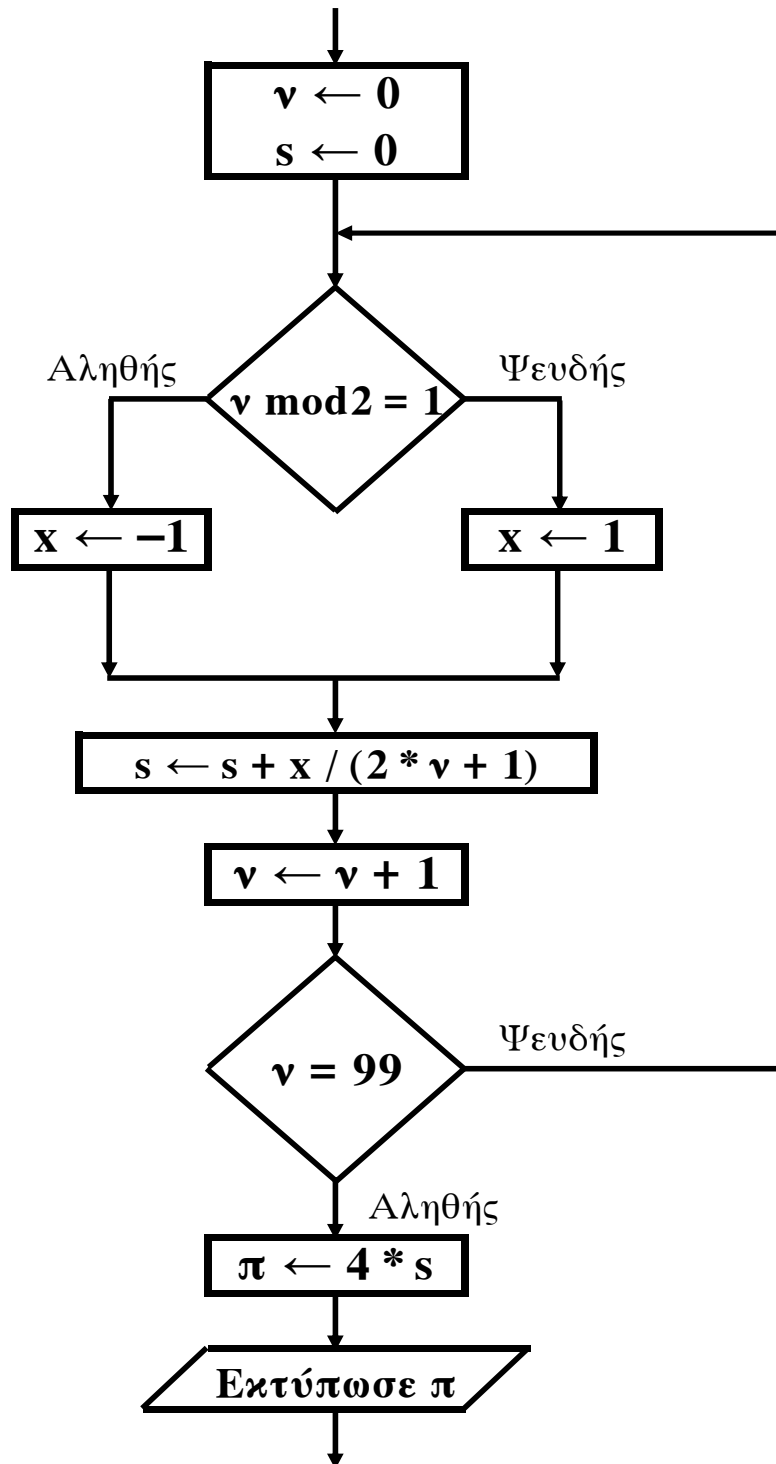 ν ← 0
s ← 0
Αληθής
Ψευδής
ν mod2 = 1
x ← −1
x ← 1
s ← s + x / (2 * ν + 1)
ν ← ν + 1
Ψευδής
ν = 99
Αληθής
π ← 4 * s
Εκτύπωσε π